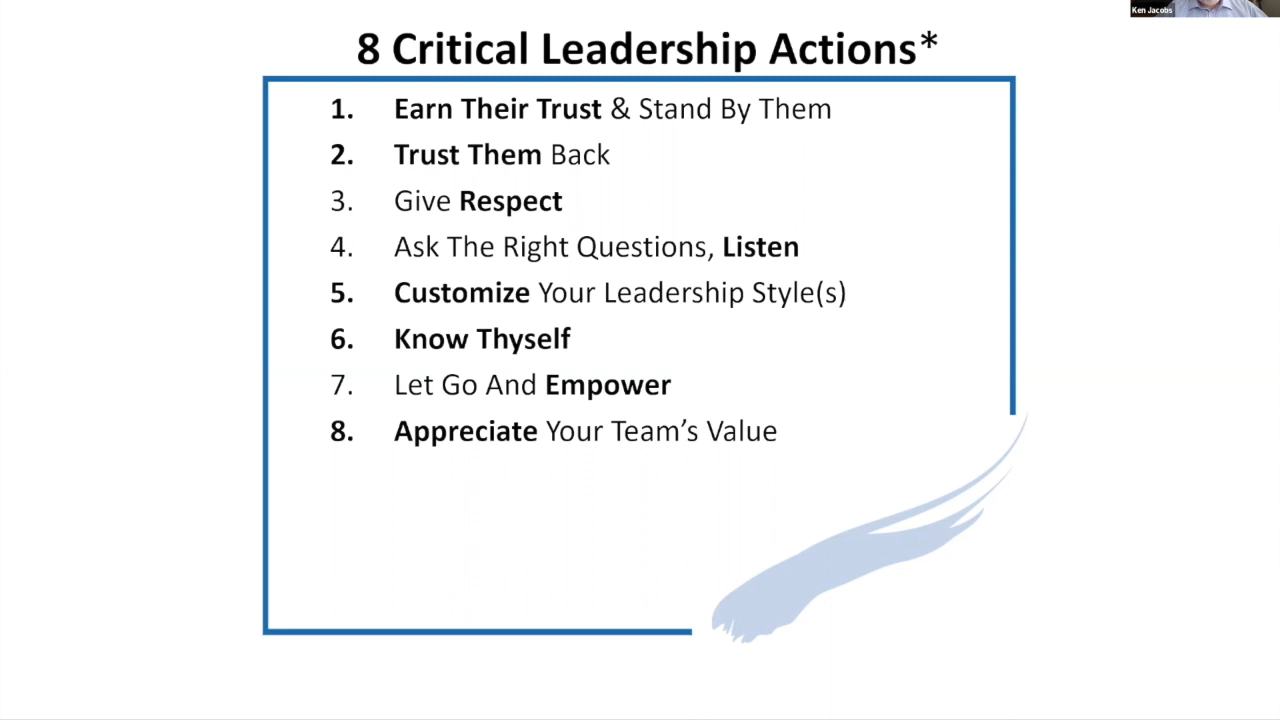 Ken Jacobs
8 Critical Leadership Actions*
1. Earn Their Trust & Stand By Them
2. Trust Them Back
3. Give Respect
4. Ask The Right Questions, Listen
5. Customize Your Leadership Style(s)
6. Know Thyself
7. Let Go And Empower
8. Appreciate Your Team’s Value